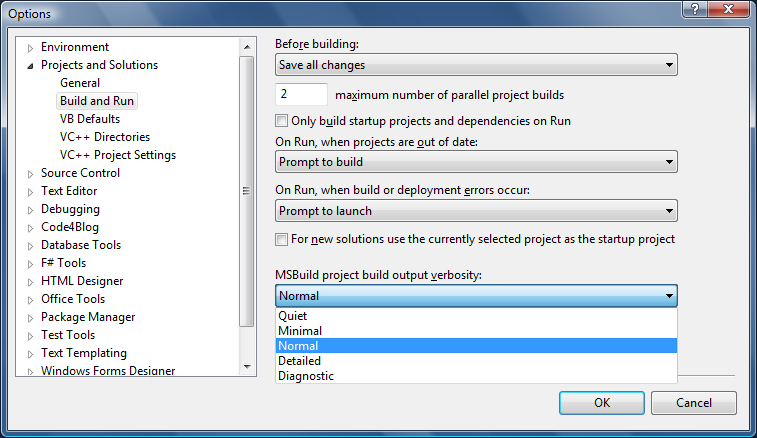 Options
Environment
Projects and Solutions
General
Build and Run
VB Defaults
VC++ Directories
VC++ Project Settings
Source Control
Text Editor
Debugging
Code4Blog
Database Tools
F# Tools
HTML Designer
Office Tools
Package Manager
Test Tools
Text Templating
Windows Forms Designer
Before building:
Save all changes
2 maximum number of parallel project builds
Only build startup projects and dependencies on Run
On Run, when projects are out of date:
Prompt to build
On Run, when build or deployment errors occur:
Prompt to launch
For new solutions use the currently selected project as the startup project
MSBuild project build output verbosity:
Normal
Quiet
Minimal
Normal
Detailed
Diagnostic
OK Cancel